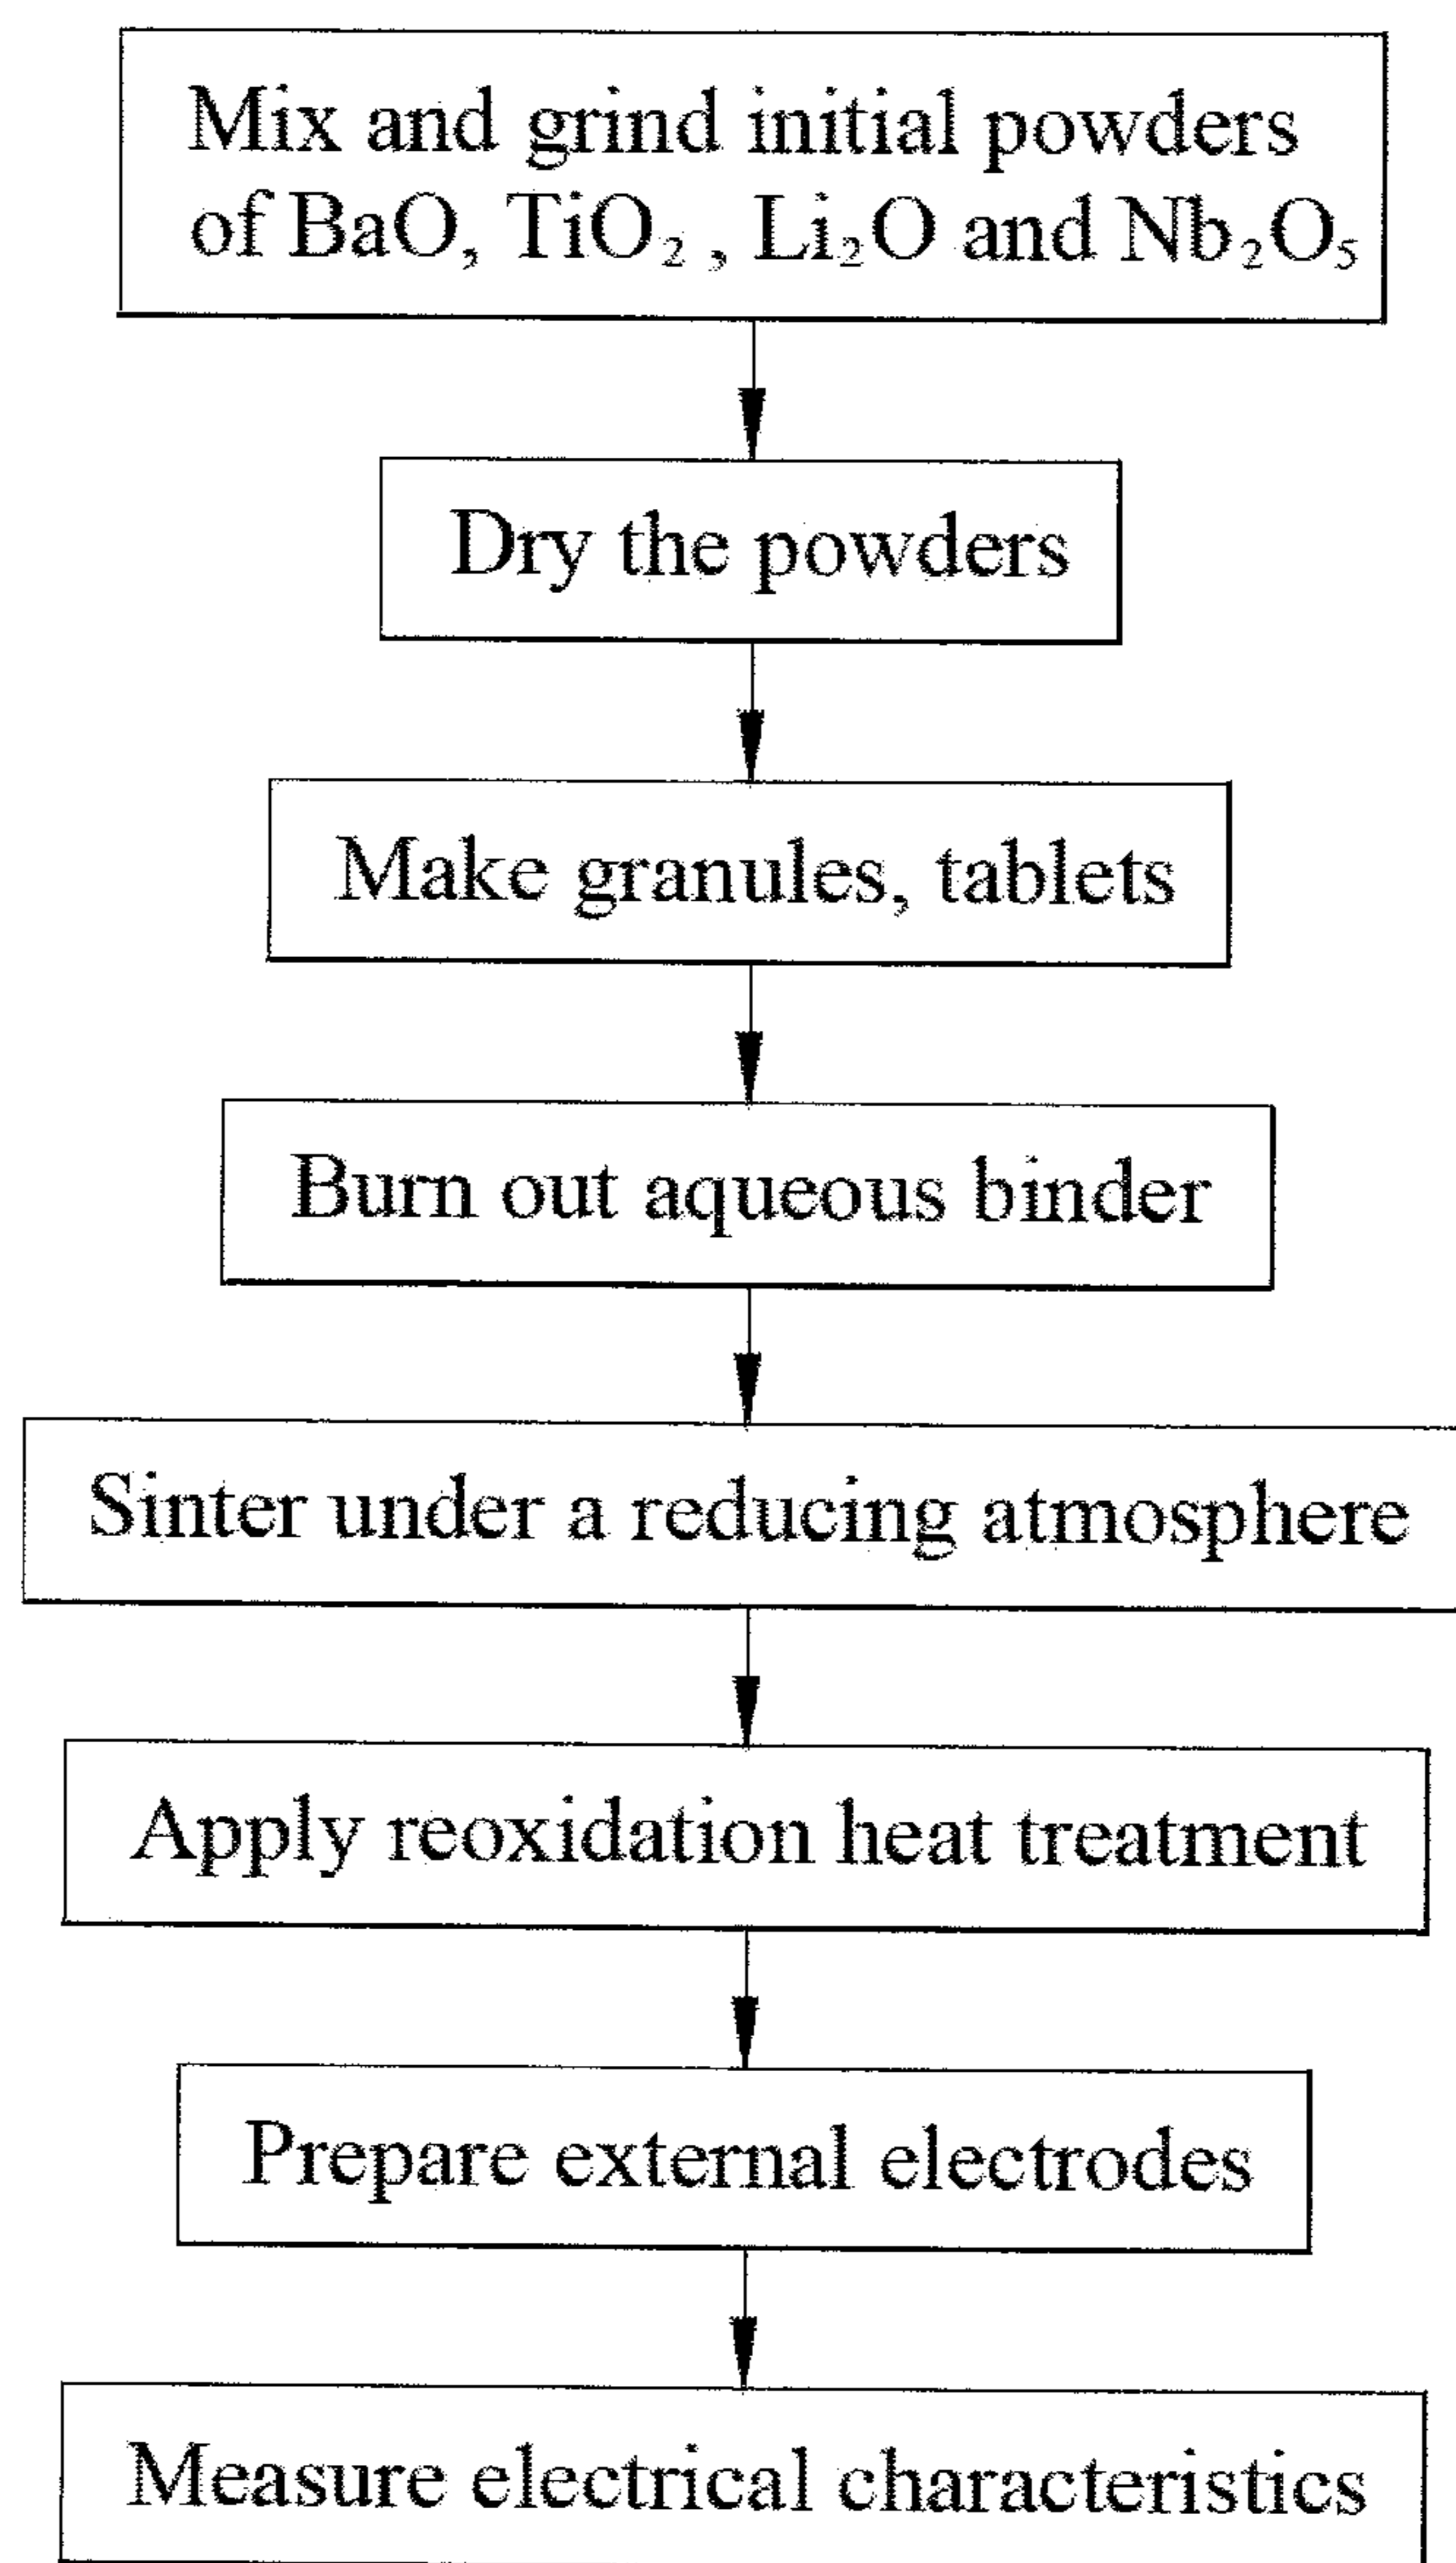 Mix and grind initial powders
of BaO, TiO₂, Li₂O and Nb₂O₅
Dry the powders
Make granules, tablets
Burn out aqueous binder
Sinter under a reducing atmosphere
Apply reoxidation heat treatment
Prepare external electrodes
Measure electrical characteristics